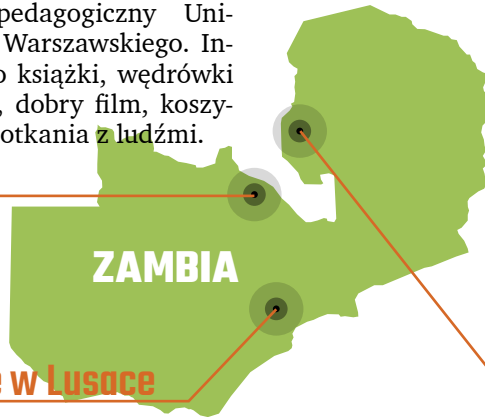 pedagogiczny Uni-
Warszawskiego. In-
książki, wędrówki
dobry film, koszy-
otkania z ludźmi.
ZAMBIA
w Lusace